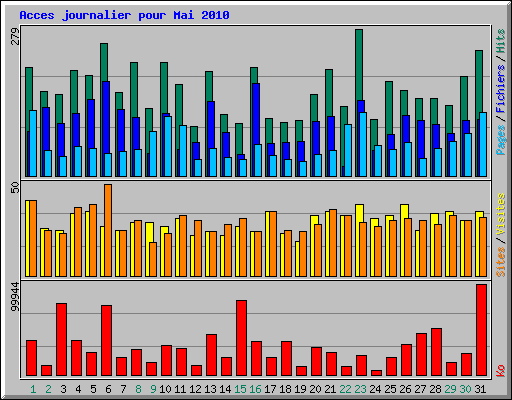 Acces journalier pour Mai 2010
279
Pages / Fichiers / Hits
50
Sites / Visites
99944
Ko
1 2 3 4 5 6 7 8 9 10 11 12 13 14 15 16 17 18 19 20 21 22 23 24 25 26 27 28 29 30 31